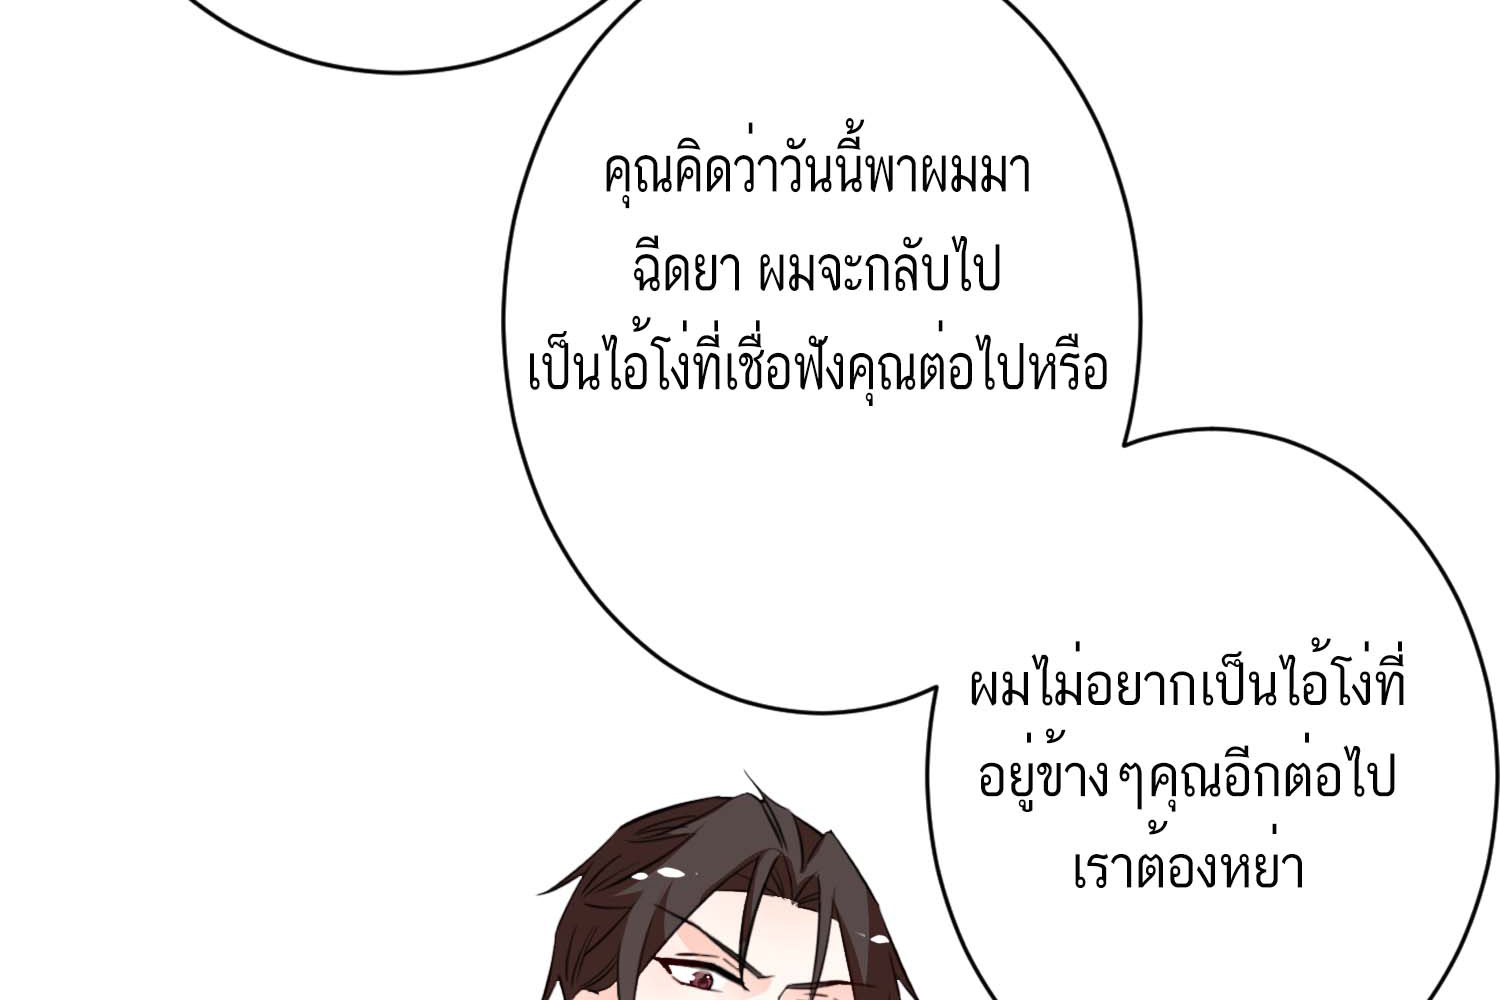 คุณคิดว่าวันนี้พาผมมา
ฉีดยา ผมจะกลับไป
เป็นไอ้โง่ที่เชื่อฟังคุณต่อไปหรือ
ผมไม่อยากเป็นไอ้โง่ที่
อยู่ข้างๆคุณอีกต่อไป
เราต้องหย่า